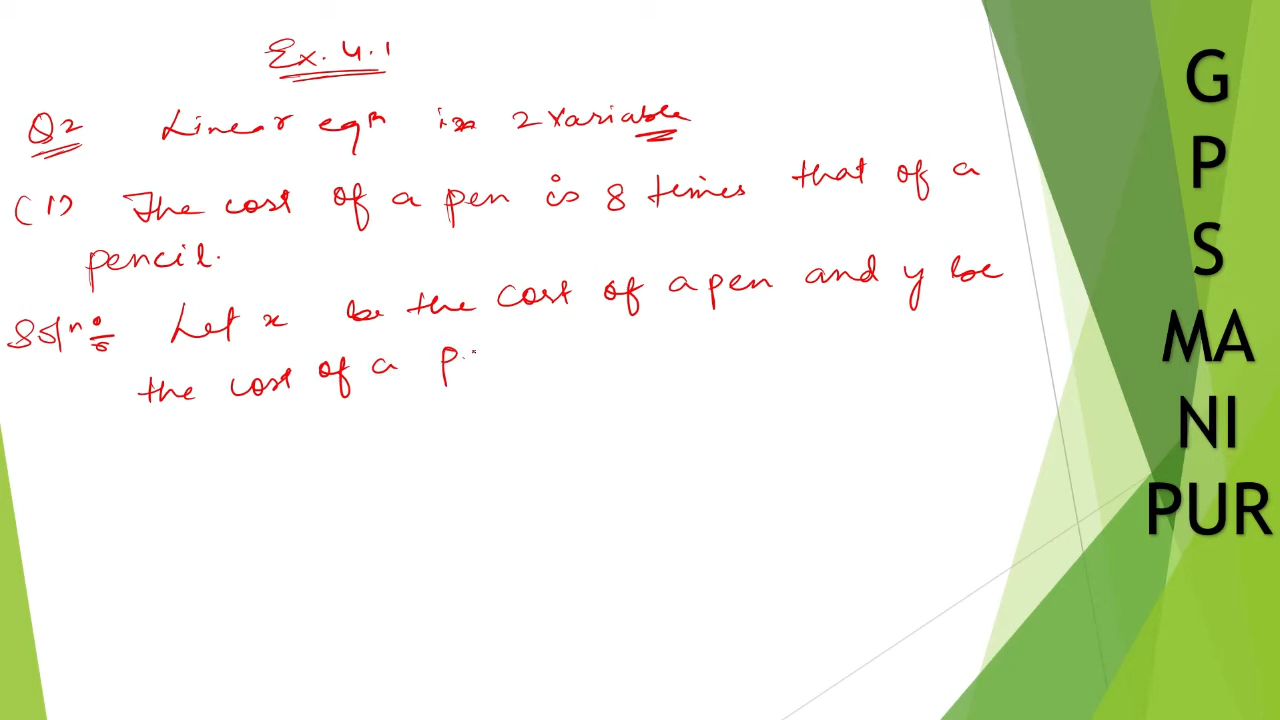 Ex. 4.1
Q2 Linear eqn in 2 variable
(1) The cost of a pen is 8 times that of a
pencil.
Soln: Let x be the cost of a pen and y be
the cost of a p
G
P
S
MA
NI
PUR